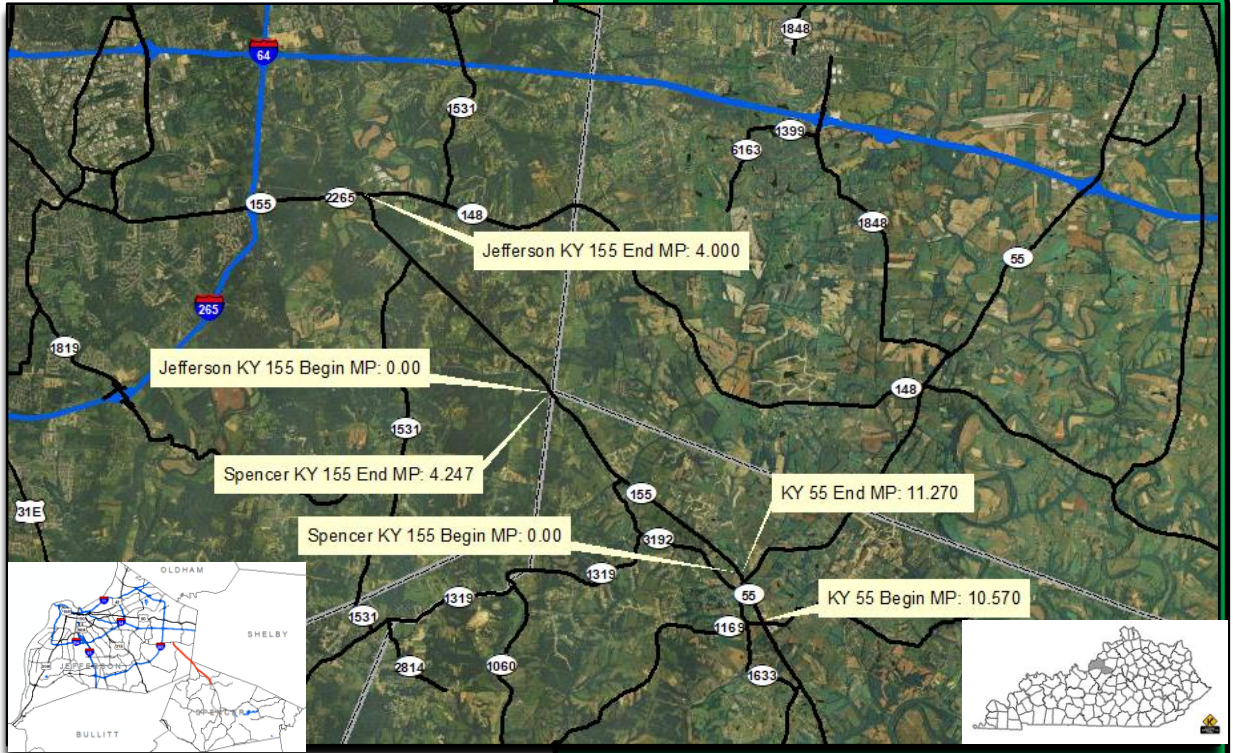 1848
64
1531
1399
6163
155
2265
148
1848
Jefferson KY 155 End MP: 4.000
55
265
1819
Jefferson KY 155 Begin MP: 0.00
148
1531
Spencer KY 155 End MP: 4.247
155
KY 55 End MP: 11.270
31E
Spencer KY 155 Begin MP: 0.00
3192
1319
1319
55
KY 55 Begin MP: 10.570
1531
1169
2814
1060
1633
OLDHAM
SHELBY
JEFFERSON
SPENCER
BULLITT